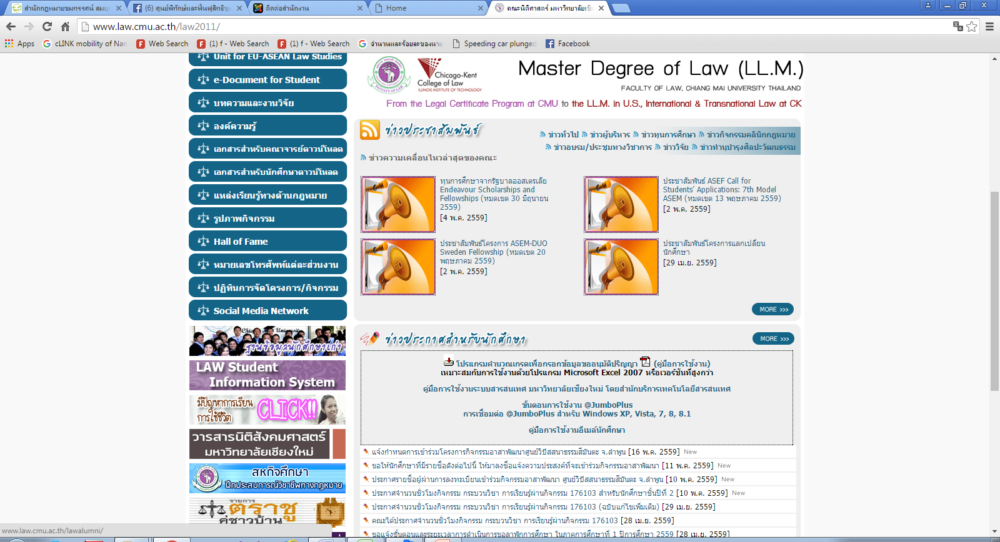 สำนักกฎหมายชมทรรศน์ สมบุ
(6) ศูนย์พิทักษ์และฟื้นฟูสิทธิชุ
ติดต่อสำนักงาน
Home
คณะนิติศาสตร์ มหาวิทยาลัยเชีย
www.law.cmu.ac.th/law2011/
Apps
cLINK mobility of Nan
Web Search
(1) f - Web Search
(1) f - Web Search
จำนวนและร้อยละของนาย
Speeding car plunged
Facebook
Unit for EU-ASEAN Law Studies
e-Document for Student
บทความและงานวิจัย
องค์ความรู้
เอกสารสำหรับคณาจารย์ดาวน์โหลด
เอกสารสำหรับนักศึกษาดาวน์โหลด
แหล่งเรียนรู้ทางด้านกฎหมาย
รูปภาพกิจกรรม
Hall of Fame
หมายเลขโทรศัพท์แต่ละส่วนงาน
ปฏิทินการจัดโครงการ/กิจกรรม
Social Media Network
Chiang Mai University
ฐานข้อมูลนักศึกษาเก่า
LAW Student
Information System
มีปัญหาการเรียน
การใช้ชีวิต
CLICK!!
วารสารนิติสังคมศาสตร์
มหาวิทยาลัยเชียงใหม่
สหกิจศึกษา
ฝึกประสบการณ์วิชาชีพทางกฎหมาย
รายการ
ตราชู
คู่ชาวบ้าน
www.law.cmu.ac.th/lawalumni/
FACULTY OF LAW
Chicago-Kent
College of Law
ILLINOIS INSTITUTE OF TECHNOLOGY
Master Degree of Law (LL.M.)
FACULTY OF LAW, CHIANG MAI UNIVERSITY THAILAND
From the Legal Certificate Program at CMU to the LL.M. in U.S., International & Transnational Law at CK
ข่าวประชาสัมพันธ์
ข่าวทั่วไป ข่าวผู้บริหาร ข่าวทุนการศึกษา ข่าวกิจกรรมคลินิกกฎหมาย
ข่าวอบรม/ประชุมทางวิชาการ ข่าววิจัย ข่าวทำนุบำรุงศิลปะวัฒนธรรม
ข่าวความเคลื่อนไหวล่าสุดของคณะ
ทุนการศึกษาจากรัฐบาลออสเตรเลีย
Endeavour Scholarships and
Fellowships (หมดเขต 30 มิถุนายน
2559)
[4 พ.ค. 2559]
ประชาสัมพันธ์ ASEF Call for
Students’ Applications: 7th Model
ASEM (หมดเขต 13 พฤษภาคม 2559)
[2 พ.ค. 2559]
ประชาสัมพันธ์โครงการ ASEM-DUO
Sweden Fellowship (หมดเขต 20
พฤษภาคม 2559)
[2 พ.ค. 2559]
ประชาสัมพันธ์โครงการแลกเปลี่ยน
นักศึกษา
[29 เม.ย. 2559]
MORE >>>
ข่าวประกาศสำหรับนักศึกษา
MORE >>>
โปรแกรมคำนวณเกรดเพื่อกรอกข้อมูลขออนุมัติปริญญา (คู่มือการใช้งาน)
เหมาะสมกับการใช้งานด้วยโปรแกรม Microsoft Excel 2007 หรือเวอร์ชันที่สูงกว่า
คู่มือการใช้งานระบบสารสนเทศ มหาวิทยาลัยเชียงใหม่ โดยสำนักบริการเทคโนโลยีสารสนเทศ
ขั้นตอนการใช้งาน @JumboPlus
การเชื่อมต่อ @JumboPlus สำหรับ Windows XP, Vista, 7, 8, 8.1
คู่มือการใช้งานอีเมล์นักศึกษา
แจ้งกำหนดการเข้าร่วมโครงการกิจกรรมอาสาพัฒนาศูนย์วิปัสสนาธรรมสีมันตะ จ.ลำพูน [16 พ.ค. 2559] New
ขอให้นักศึกษาที่มีรายชื่อดังต่อไปนี้ ให้มาลงชื่อแจ้งความประสงค์ที่จะเข้าร่วมกิจกรรมอาสาพัฒนา [11 พ.ค. 2559] New
ประกาศรายชื่อผู้ผ่านการลงทะเบียนเข้าร่วมกิจกรรมอาสาพัฒนา ศูนย์วิปัสสนาธรรมสีมันตะ จ.ลำพูน [10 พ.ค. 2559] New
ประกาศจำนวนชั่วโมงกิจกรรม กระบวนวิชา การเรียนรู้ผ่านกิจกรรม 176103 สำหรับนักศึกษาชั้นปีที่ 2 [10 พ.ค. 2559] New
ประกาศจำนวนชั่วโมงกิจกรรม กระบวนวิชา การเรียนรู้ผ่านกิจกรรม 176103 (ฉบับแก้ไขเพิ่มเติม) [29 เม.ย. 2559]
คณะได้ประกาศจำนวนชั่วโมงกิจกรรม กระบวนวิชา การเรียนรู้ผ่านกิจกรรม 176103 [28 เม.ย. 2559]
ขอแจ้งขั้นตอนและระยะเวลาการดำเนินการขอลาพักการศึกษา ในภาคการศึกษาที่ 1 ปีการศึกษา 2559 [28 เม.ย. 2559]